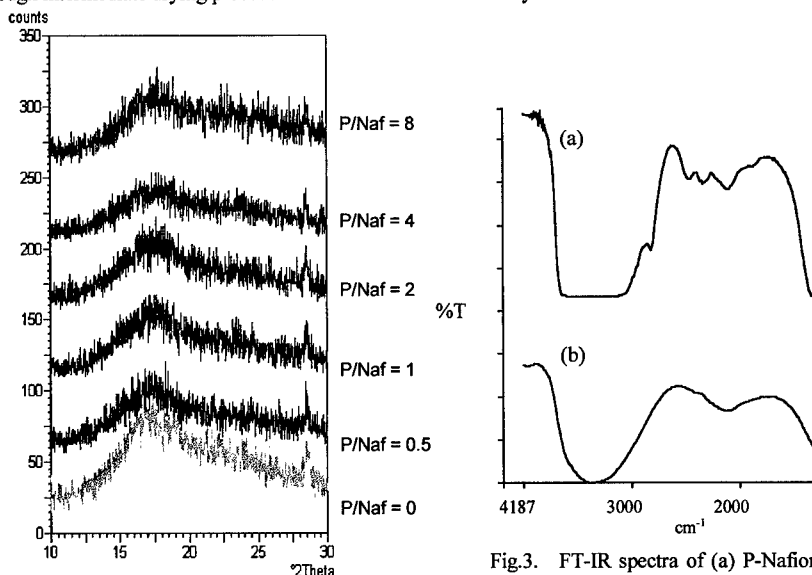 counts
350
300
250
200
150
100
50
0
10 15 20 25 30
°2Theta
P/Naf = 8
P/Naf = 4
P/Naf = 2
P/Naf = 1
P/Naf = 0.5
P/Naf = 0
%T
(a)
(b)
4187 3000 2000
cm-1
Fig.3. FT-IR spectra of (a) P-Nafion